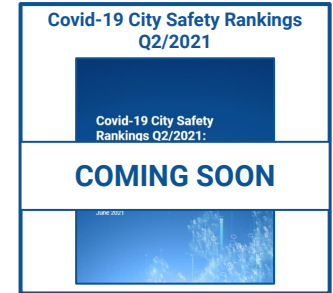 Covid-19 City Safety Rankings
Q2/2021
Covid-19 City Safety
Rankings Q2/2021:
COMING SOON
June 2021